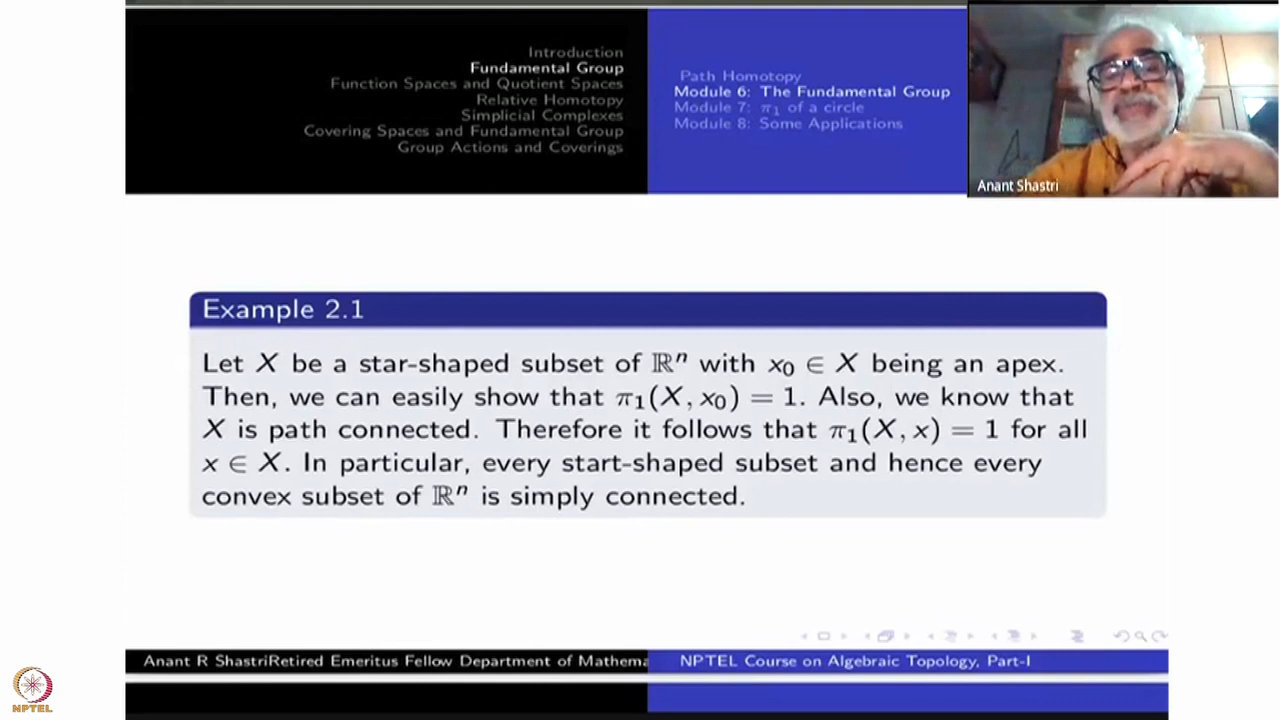 Introduction
Fundamental Group
Function Spaces and Quotient Spaces
Relative Homotopy
Simplicial Complexes
Covering Spaces and Fundamental Group
Group Actions and Coverings
Path Homotopy
Module 6: The Fundamental Group
Module 7: π₁ of a circle
Module 8: Some Applications
Anant Shastri
Example 2.1
Let X be a star-shaped subset of ℝⁿ with x₀ ∈ X being an apex.
Then, we can easily show that π₁(X, x₀) = 1. Also, we know that
X is path connected. Therefore it follows that π₁(X, x) = 1 for all
x ∈ X. In particular, every start-shaped subset and hence every
convex subset of ℝⁿ is simply connected.
Anant R ShastriRetired Emeritus Fellow Department of Mathema
NPTEL Course on Algebraic Topology, Part-I
NPTEL